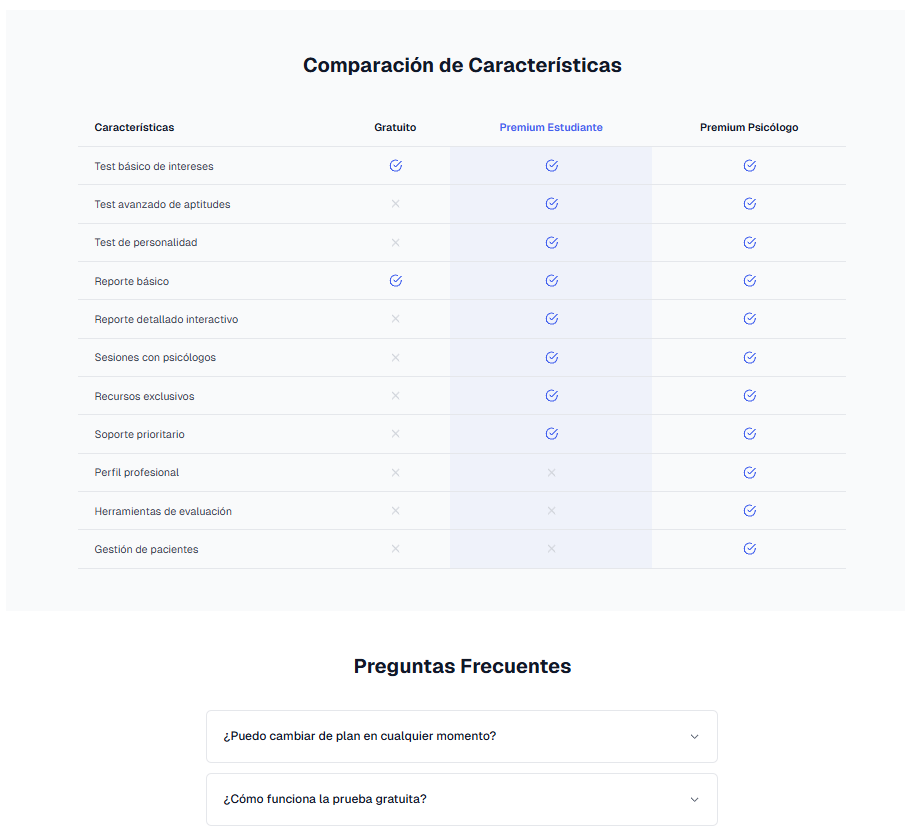 Comparación de Características
Características Gratuito Premium Estudiante Premium Psicólogo
Test básico de intereses
Test avanzado de aptitudes
Test de personalidad
Reporte básico
Reporte detallado interactivo
Sesiones con psicólogos
Recursos exclusivos
Soporte prioritario
Perfil profesional
Herramientas de evaluación
Gestión de pacientes
Preguntas Frecuentes
¿Puedo cambiar de plan en cualquier momento?
¿Cómo funciona la prueba gratuita?